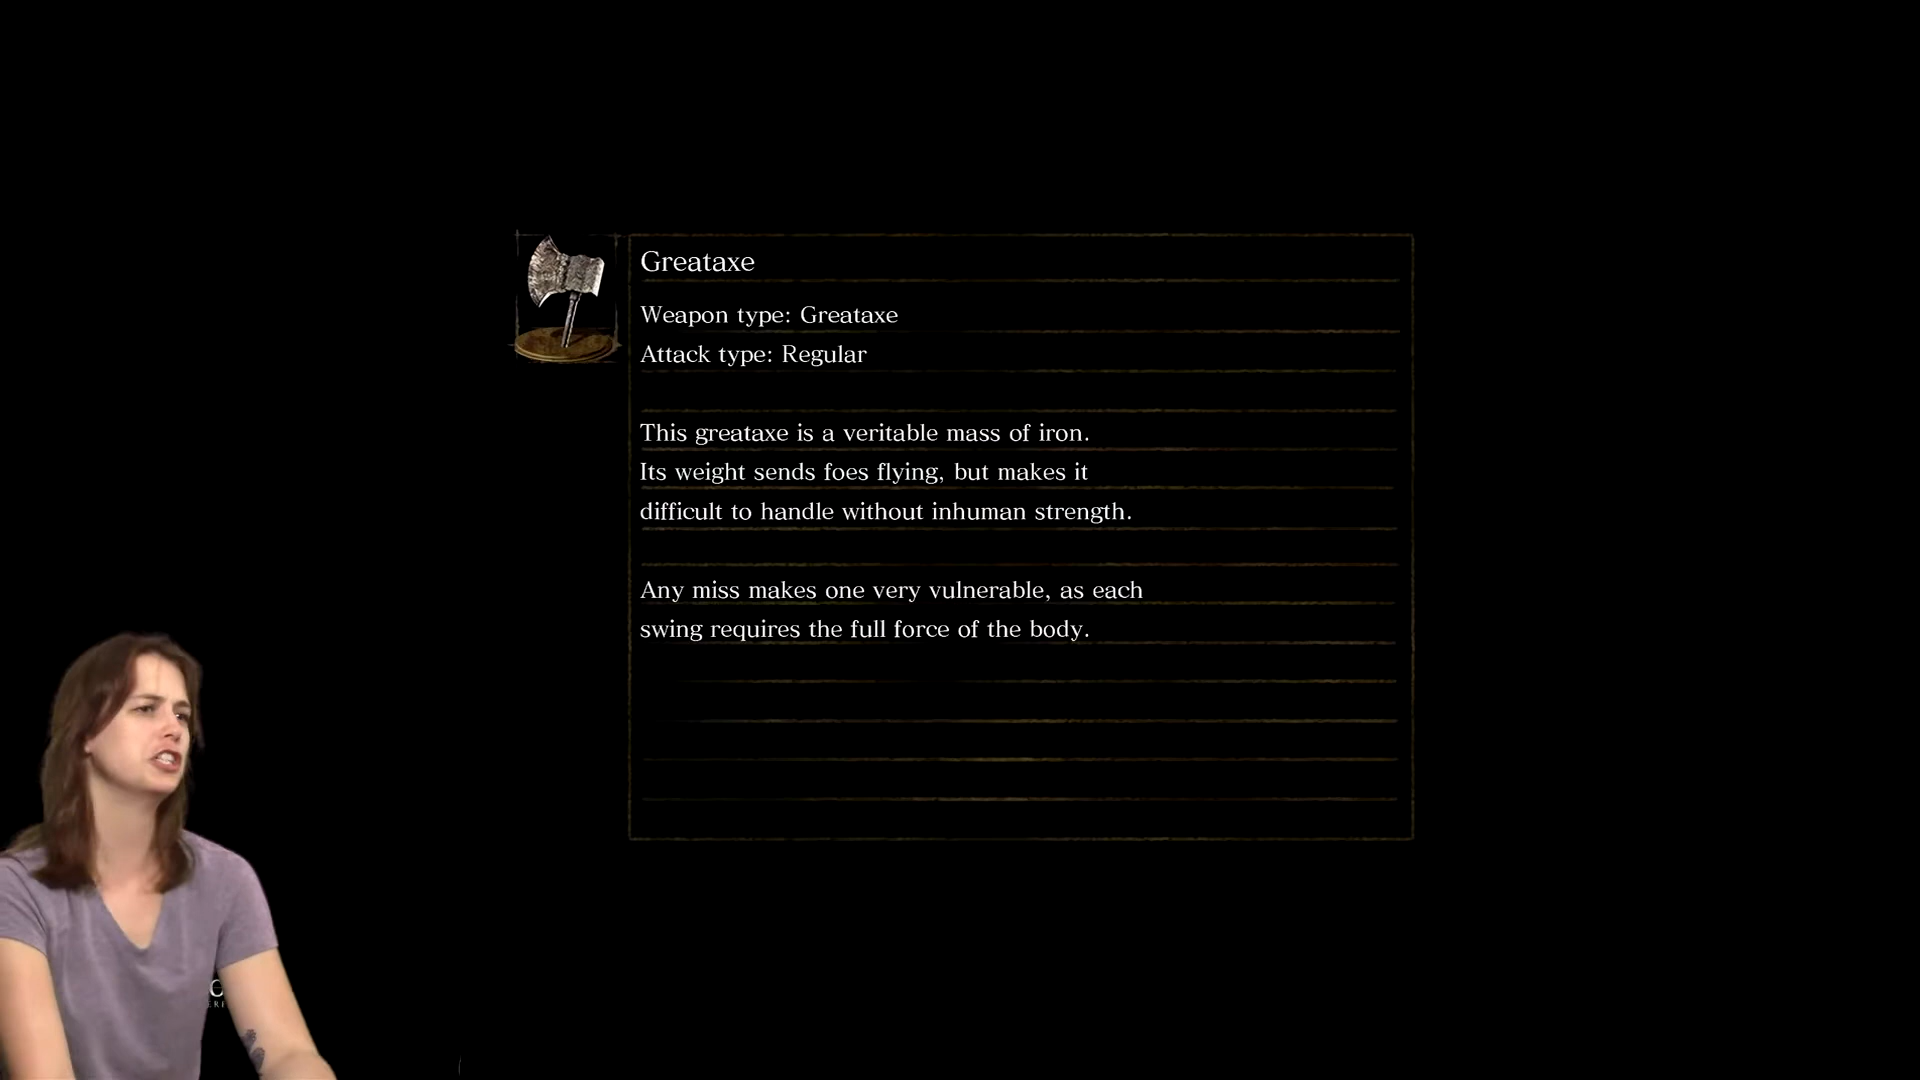 Greataxe
Weapon type: Greataxe
Attack type: Regular
This greataxe is a veritable mass of iron.
Its weight sends foes flying, but makes it
difficult to handle without inhuman strength.
Any miss makes one very vulnerable, as each
swing requires the full force of the body.